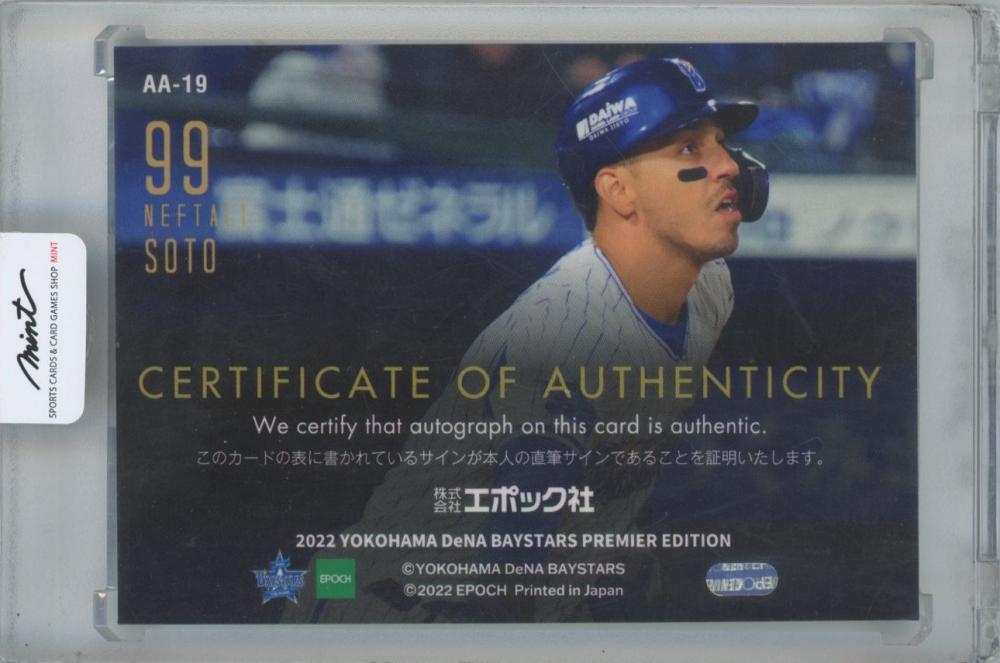 AA-19
99
NEFTALI
SOTO
DAIWA
富士通ゼネラル
mint
SPORTS CARDS & CARD GAMES SHOP MINT
CERTIFICATE OF AUTHENTICITY
We certify that autograph on this card is authentic.
このカードの表に書かれているサインが本人の直筆サインであることを証明いたします。
株式会社エポック社
2022 YOKOHAMA DeNA BAYSTARS PREMIER EDITION
©YOKOHAMA DeNA BAYSTARS
EPOCH
©2022 EPOCH Printed in Japan
EPOCH